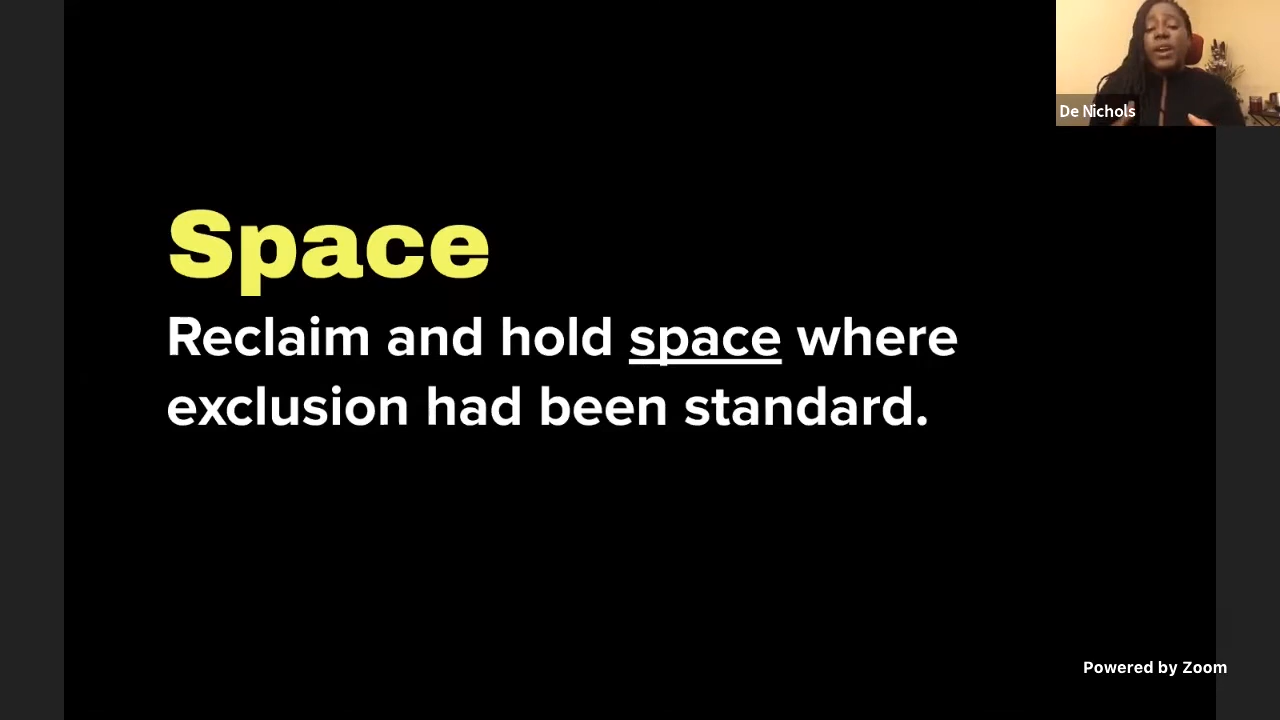 De Nichols
Space
Reclaim and hold space where
exclusion had been standard.
Powered by Zoom